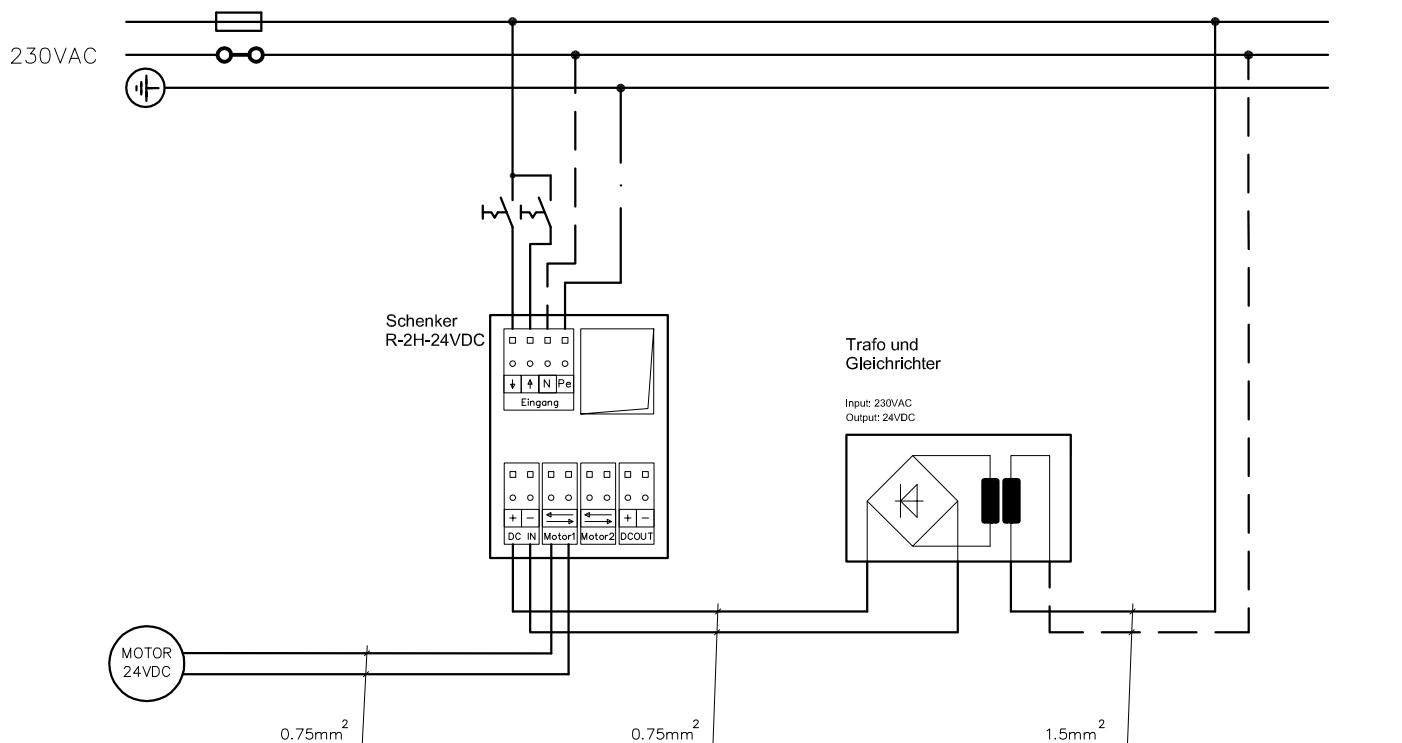 230VAC
Schenker
R-2H-24VDC
↓ ↑ N Pe
Eingang
Trafo und
Gleichrichter
Input: 230VAC
Output: 24VDC
+ − + −
DC IN Motor1 Motor2 DCOUT
MOTOR
24VDC
0.75mm² 0.75mm² 1.5mm²